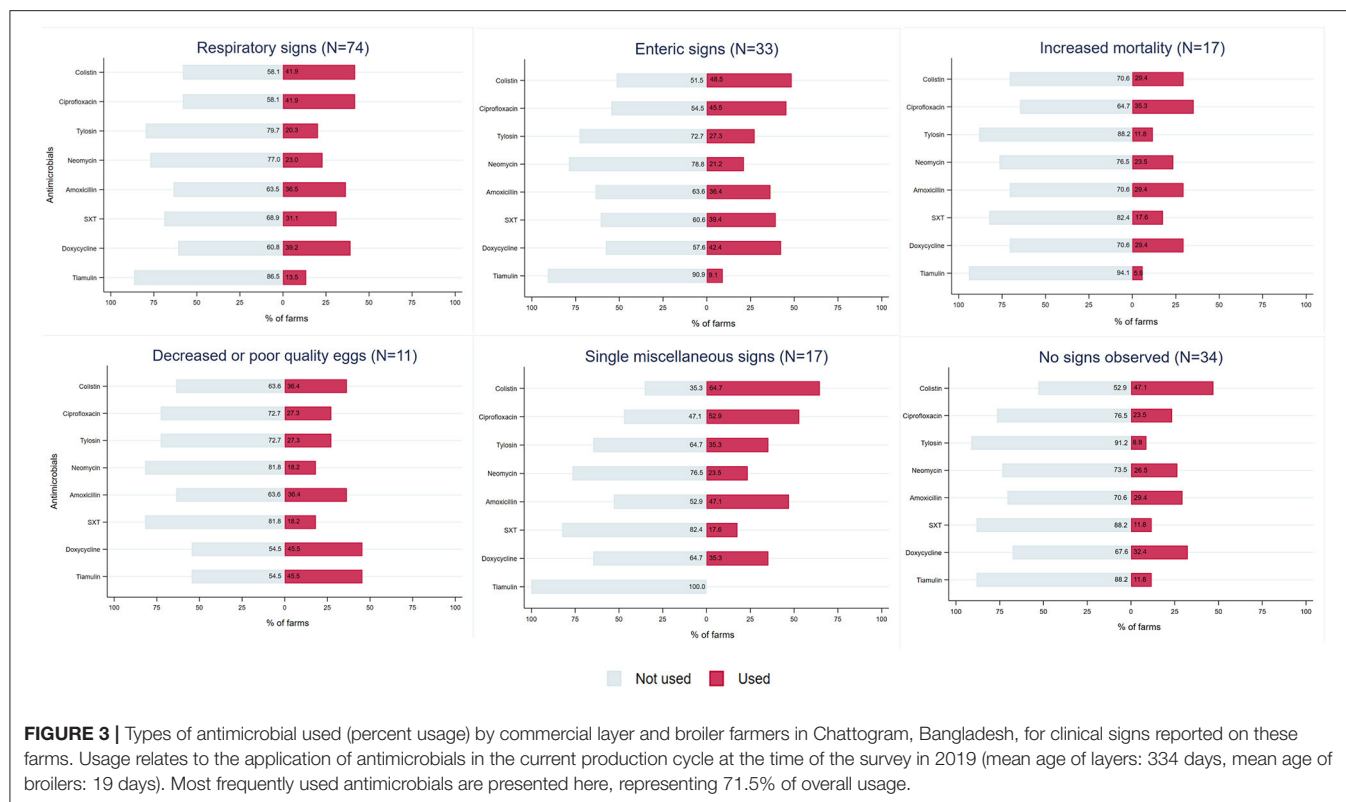 Respiratory signs (N=74)
Antimicrobials
Colistin 58.1 41.9
Ciprofloxacin 58.1 41.9
Tylosin 79.7 20.3
Neomycin 77.0 23.0
Amoxicillin 63.5 36.5
SXT 68.9 31.1
Doxycycline 60.8 39.2
Tiamulin 86.5 13.5
100 75 50 25 0 25 50 75 100
% of farms
Enteric signs (N=33)
Colistin 51.5 48.5
Ciprofloxacin 54.5 45.5
Tylosin 72.7 27.3
Neomycin 78.8 21.2
Amoxicillin 63.6 36.4
SXT 60.6 39.4
Doxycycline 57.6 42.4
Tiamulin 90.9 9.1
100 75 50 25 0 25 50 75 100
% of farms
Increased mortality (N=17)
Colistin 70.6 29.4
Ciprofloxacin 64.7 35.3
Tylosin 88.2 11.8
Neomycin 76.5 23.5
Amoxicillin 70.6 29.4
SXT 82.4 17.6
Doxycycline 70.6 29.4
Tiamulin 94.1 5.9
100 75 50 25 0 25 50 75 100
% of farms
Decreased or poor quality eggs (N=11)
Antimicrobials
Colistin 63.6 36.4
Ciprofloxacin 72.7 27.3
Tylosin 72.7 27.3
Neomycin 81.8 18.2
Amoxicillin 63.6 36.4
SXT 81.8 18.2
Doxycycline 54.5 45.5
Tiamulin 54.5 45.5
100 75 50 25 0 25 50 75 100
% of farms
Single miscellaneous signs (N=17)
Colistin 35.3 64.7
Ciprofloxacin 47.1 52.9
Tylosin 64.7 35.3
Neomycin 76.5 23.5
Amoxicillin 52.9 47.1
SXT 82.4 17.6
Doxycycline 64.7 35.3
Tiamulin 100.0
100 75 50 25 0 25 50 75 100
% of farms
No signs observed (N=34)
Colistin 52.9 47.1
Ciprofloxacin 76.5 23.5
Tylosin 91.2 8.8
Neomycin 73.5 26.5
Amoxicillin 70.6 29.4
SXT 88.2 11.8
Doxycycline 67.6 32.4
Tiamulin 88.2 11.8
100 75 50 25 0 25 50 75 100
% of farms
Not used Used
FIGURE 3 | Types of antimicrobial used (percent usage) by commercial layer and broiler farmers in Chattogram, Bangladesh, for clinical signs reported on these
farms. Usage relates to the application of antimicrobials in the current production cycle at the time of the survey in 2019 (mean age of layers: 334 days, mean age of
broilers: 19 days). Most frequently used antimicrobials are presented here, representing 71.5% of overall usage.